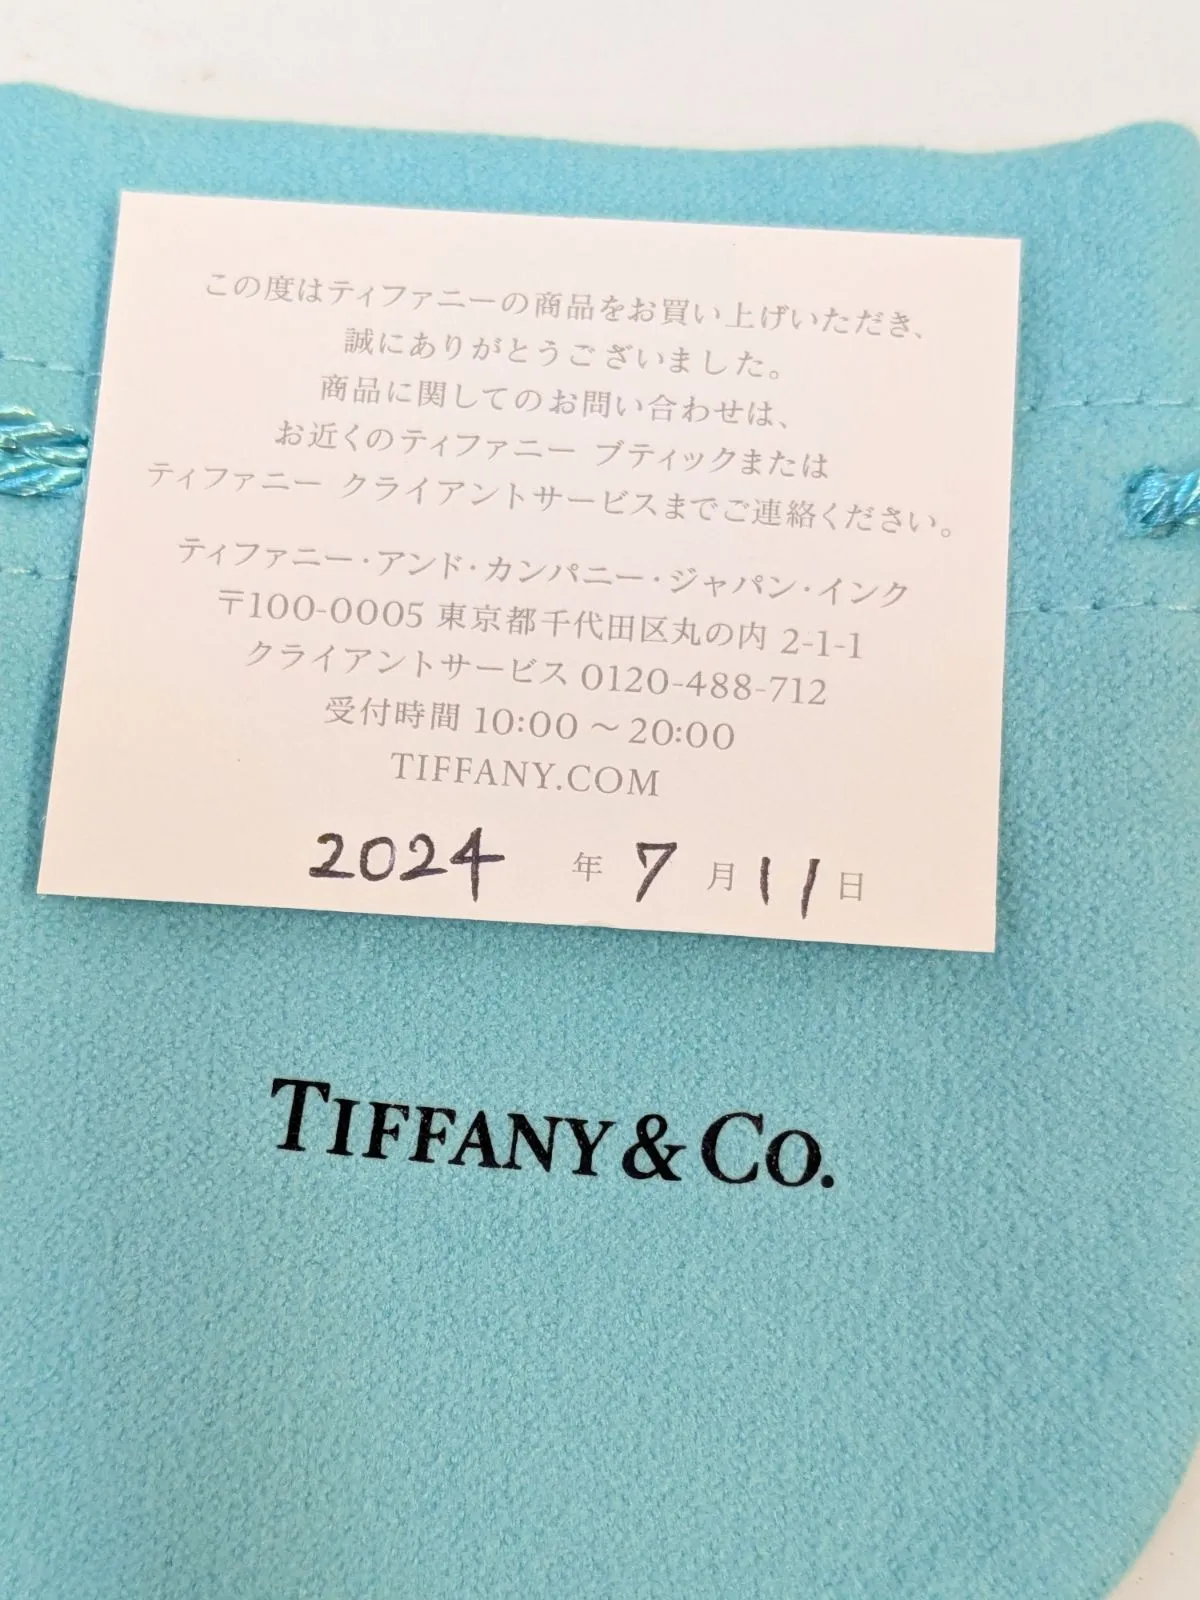 この度はティファニーの商品をお買い上げいただき、
誠にありがとうございました。
商品に関してのお問い合わせは、
お近くのティファニー ブティックまたは
ティファニー クライアントサービスまでご連絡ください。
ティファニー・アンド・カンパニー・ジャパン・インク
〒100-0005 東京都千代田区丸の内 2-1-1
クライアントサービス 0120-488-712
受付時間 10:00 〜 20:00
TIFFANY.COM
2024 年 7 月 11 日
TIFFANY & CO.